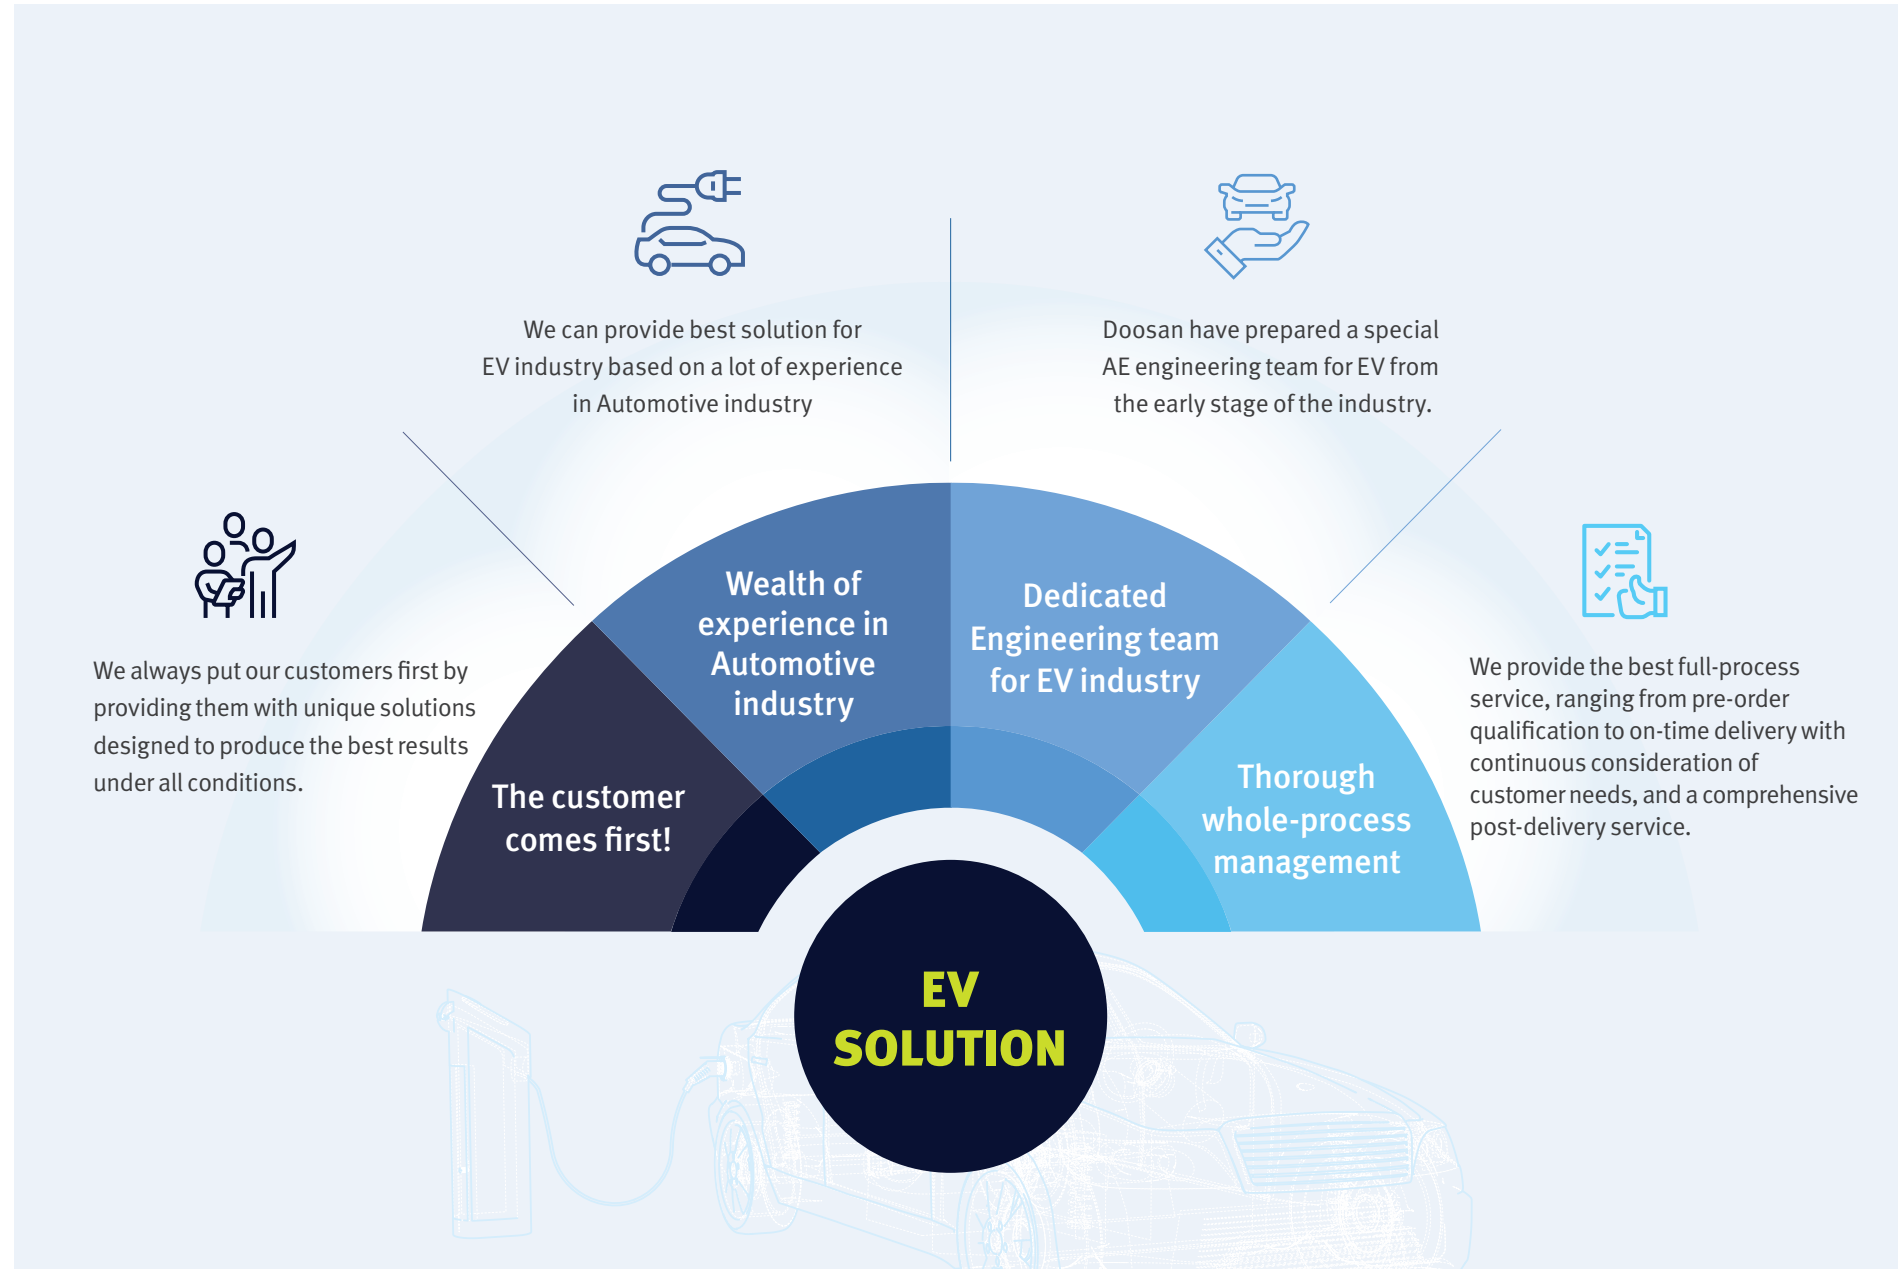 We can provide best solution for
EV industry based on a lot of experience
in Automotive industry
Doosan have prepared a special
AE engineering team for EV from
the early stage of the industry.
We always put our customers first by
providing them with unique solutions
designed to produce the best results
under all conditions.
We provide the best full-process
service, ranging from pre-order
qualification to on-time delivery with
continuous consideration of
customer needs, and a comprehensive
post-delivery service.
The customer
comes first!
Wealth of
experience in
Automotive
industry
Dedicated
Engineering team
for EV industry
Thorough
whole-process
management
EV
SOLUTION